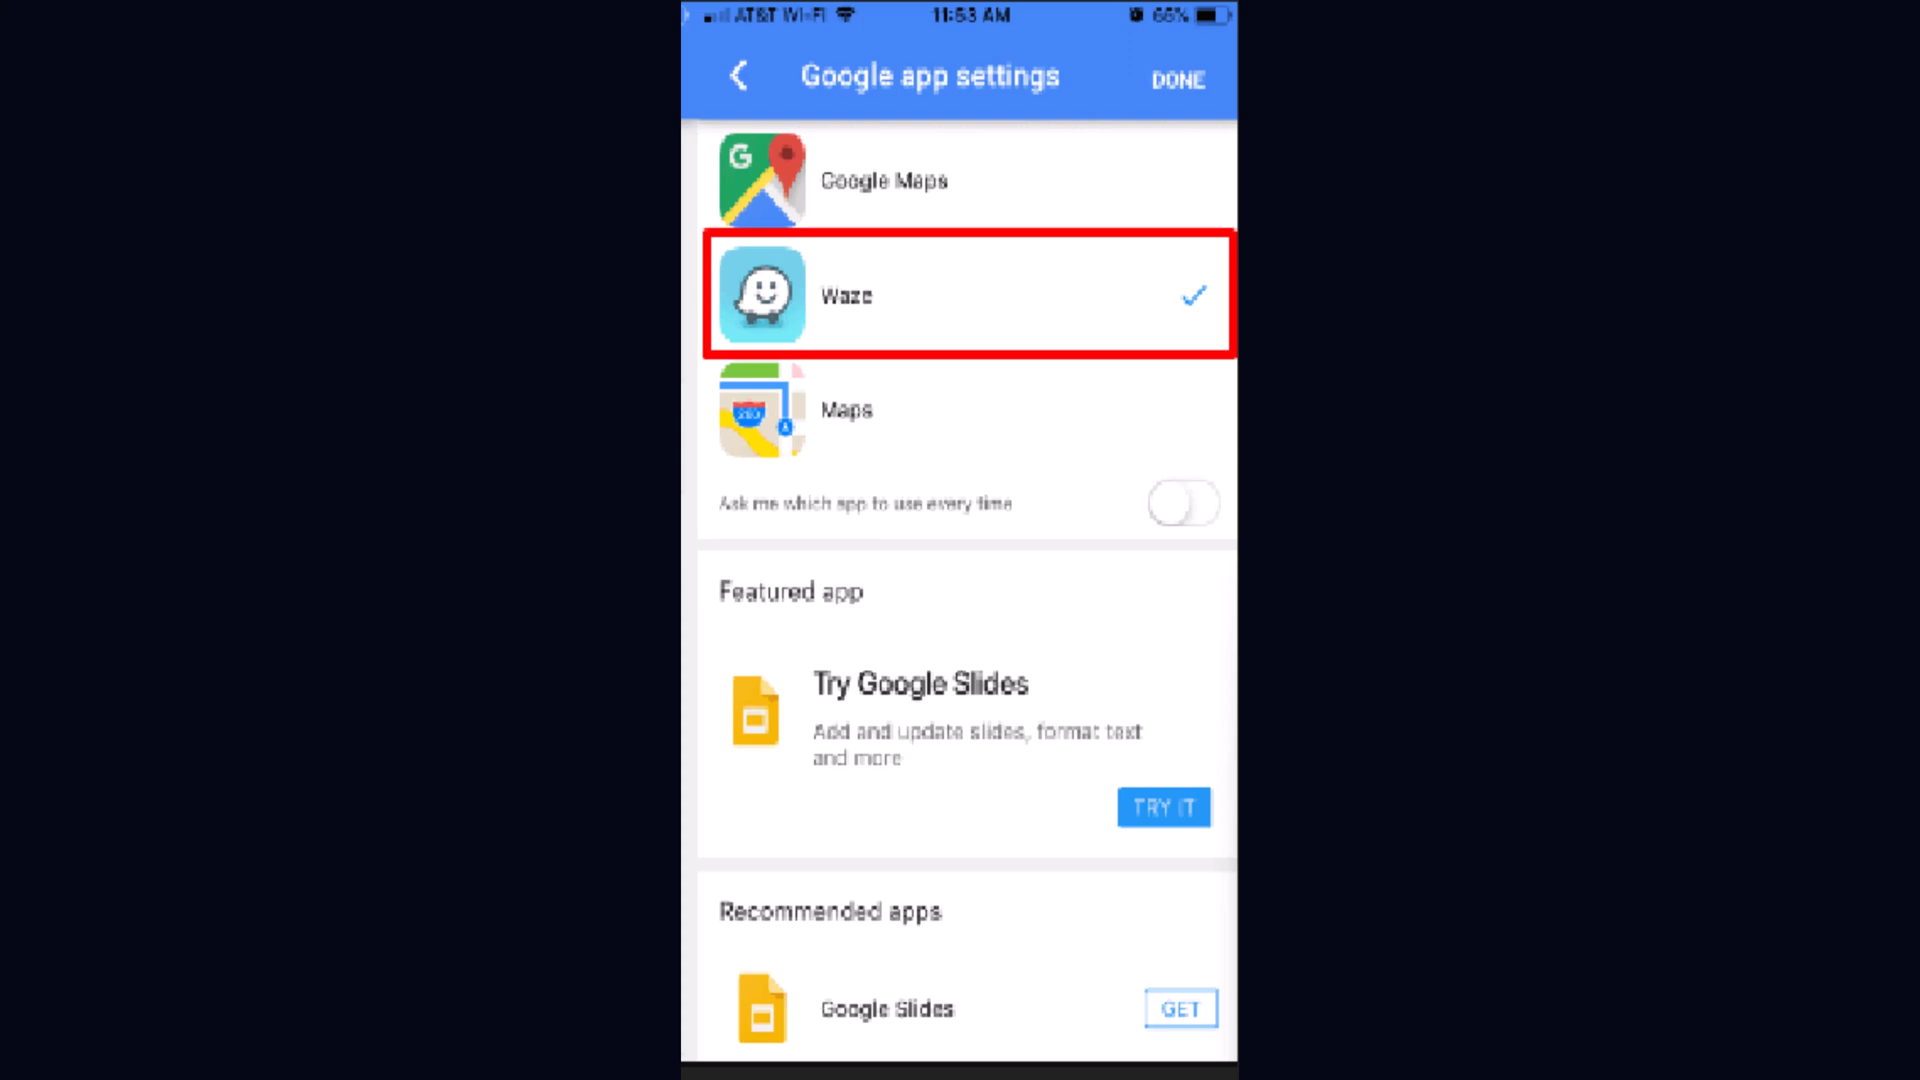 AT&T Wi-Fi 11:53 AM 66%
Google app settings DONE
G
Google Maps
Waze
Maps
Ask me which app to use every time
Featured app
Try Google Slides
Add and update slides, format text
and more
TRY IT
Recommended apps
Google Slides GET